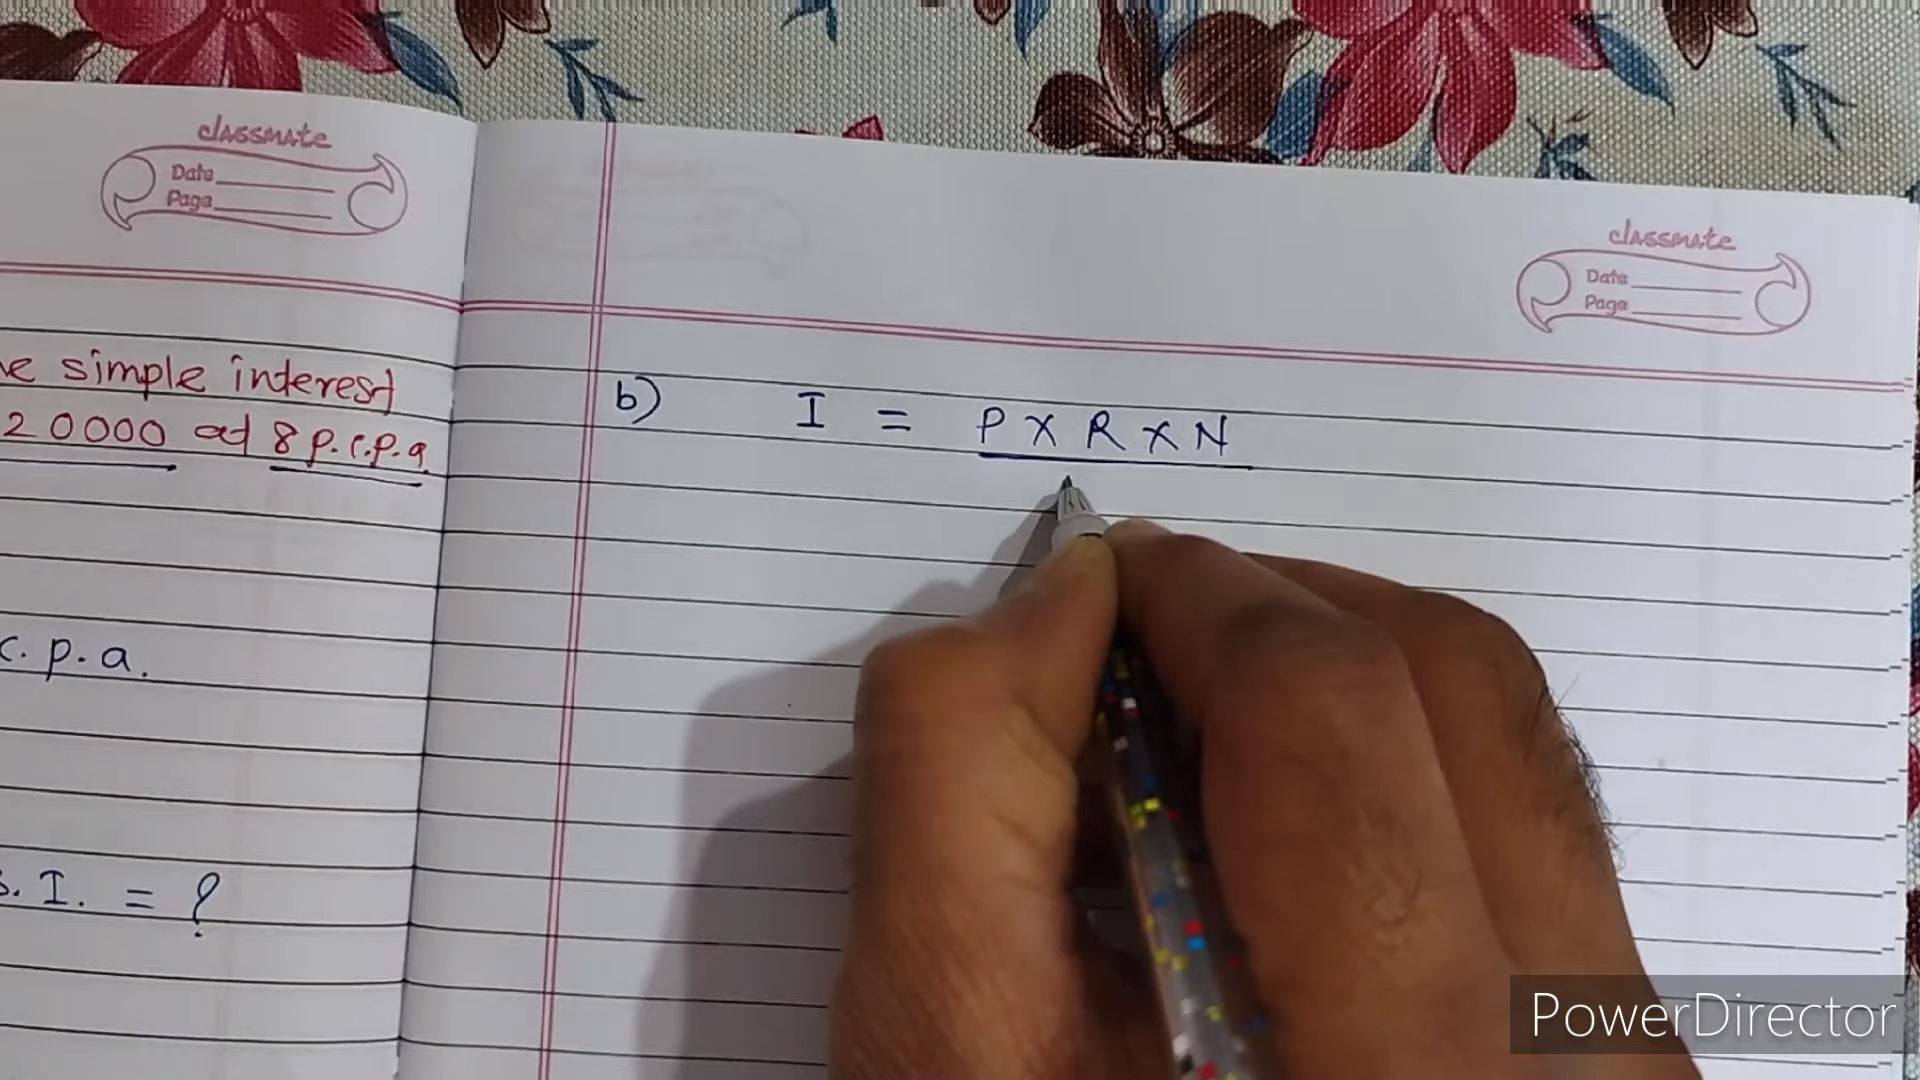 classmate
Date
Page
simple interest
20000 at 8 p.c.p.a
c. p. a.
I. = ?
classmate
Date
Page
b) I = P X R X N
PowerDirector